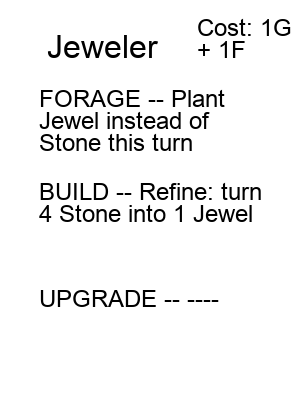 Jeweler
Cost: 1G
+ 1F
FORAGE -- Plant
Jewel instead of
Stone this turn
BUILD -- Refine: turn
4 Stone into 1 Jewel
UPGRADE -- ----